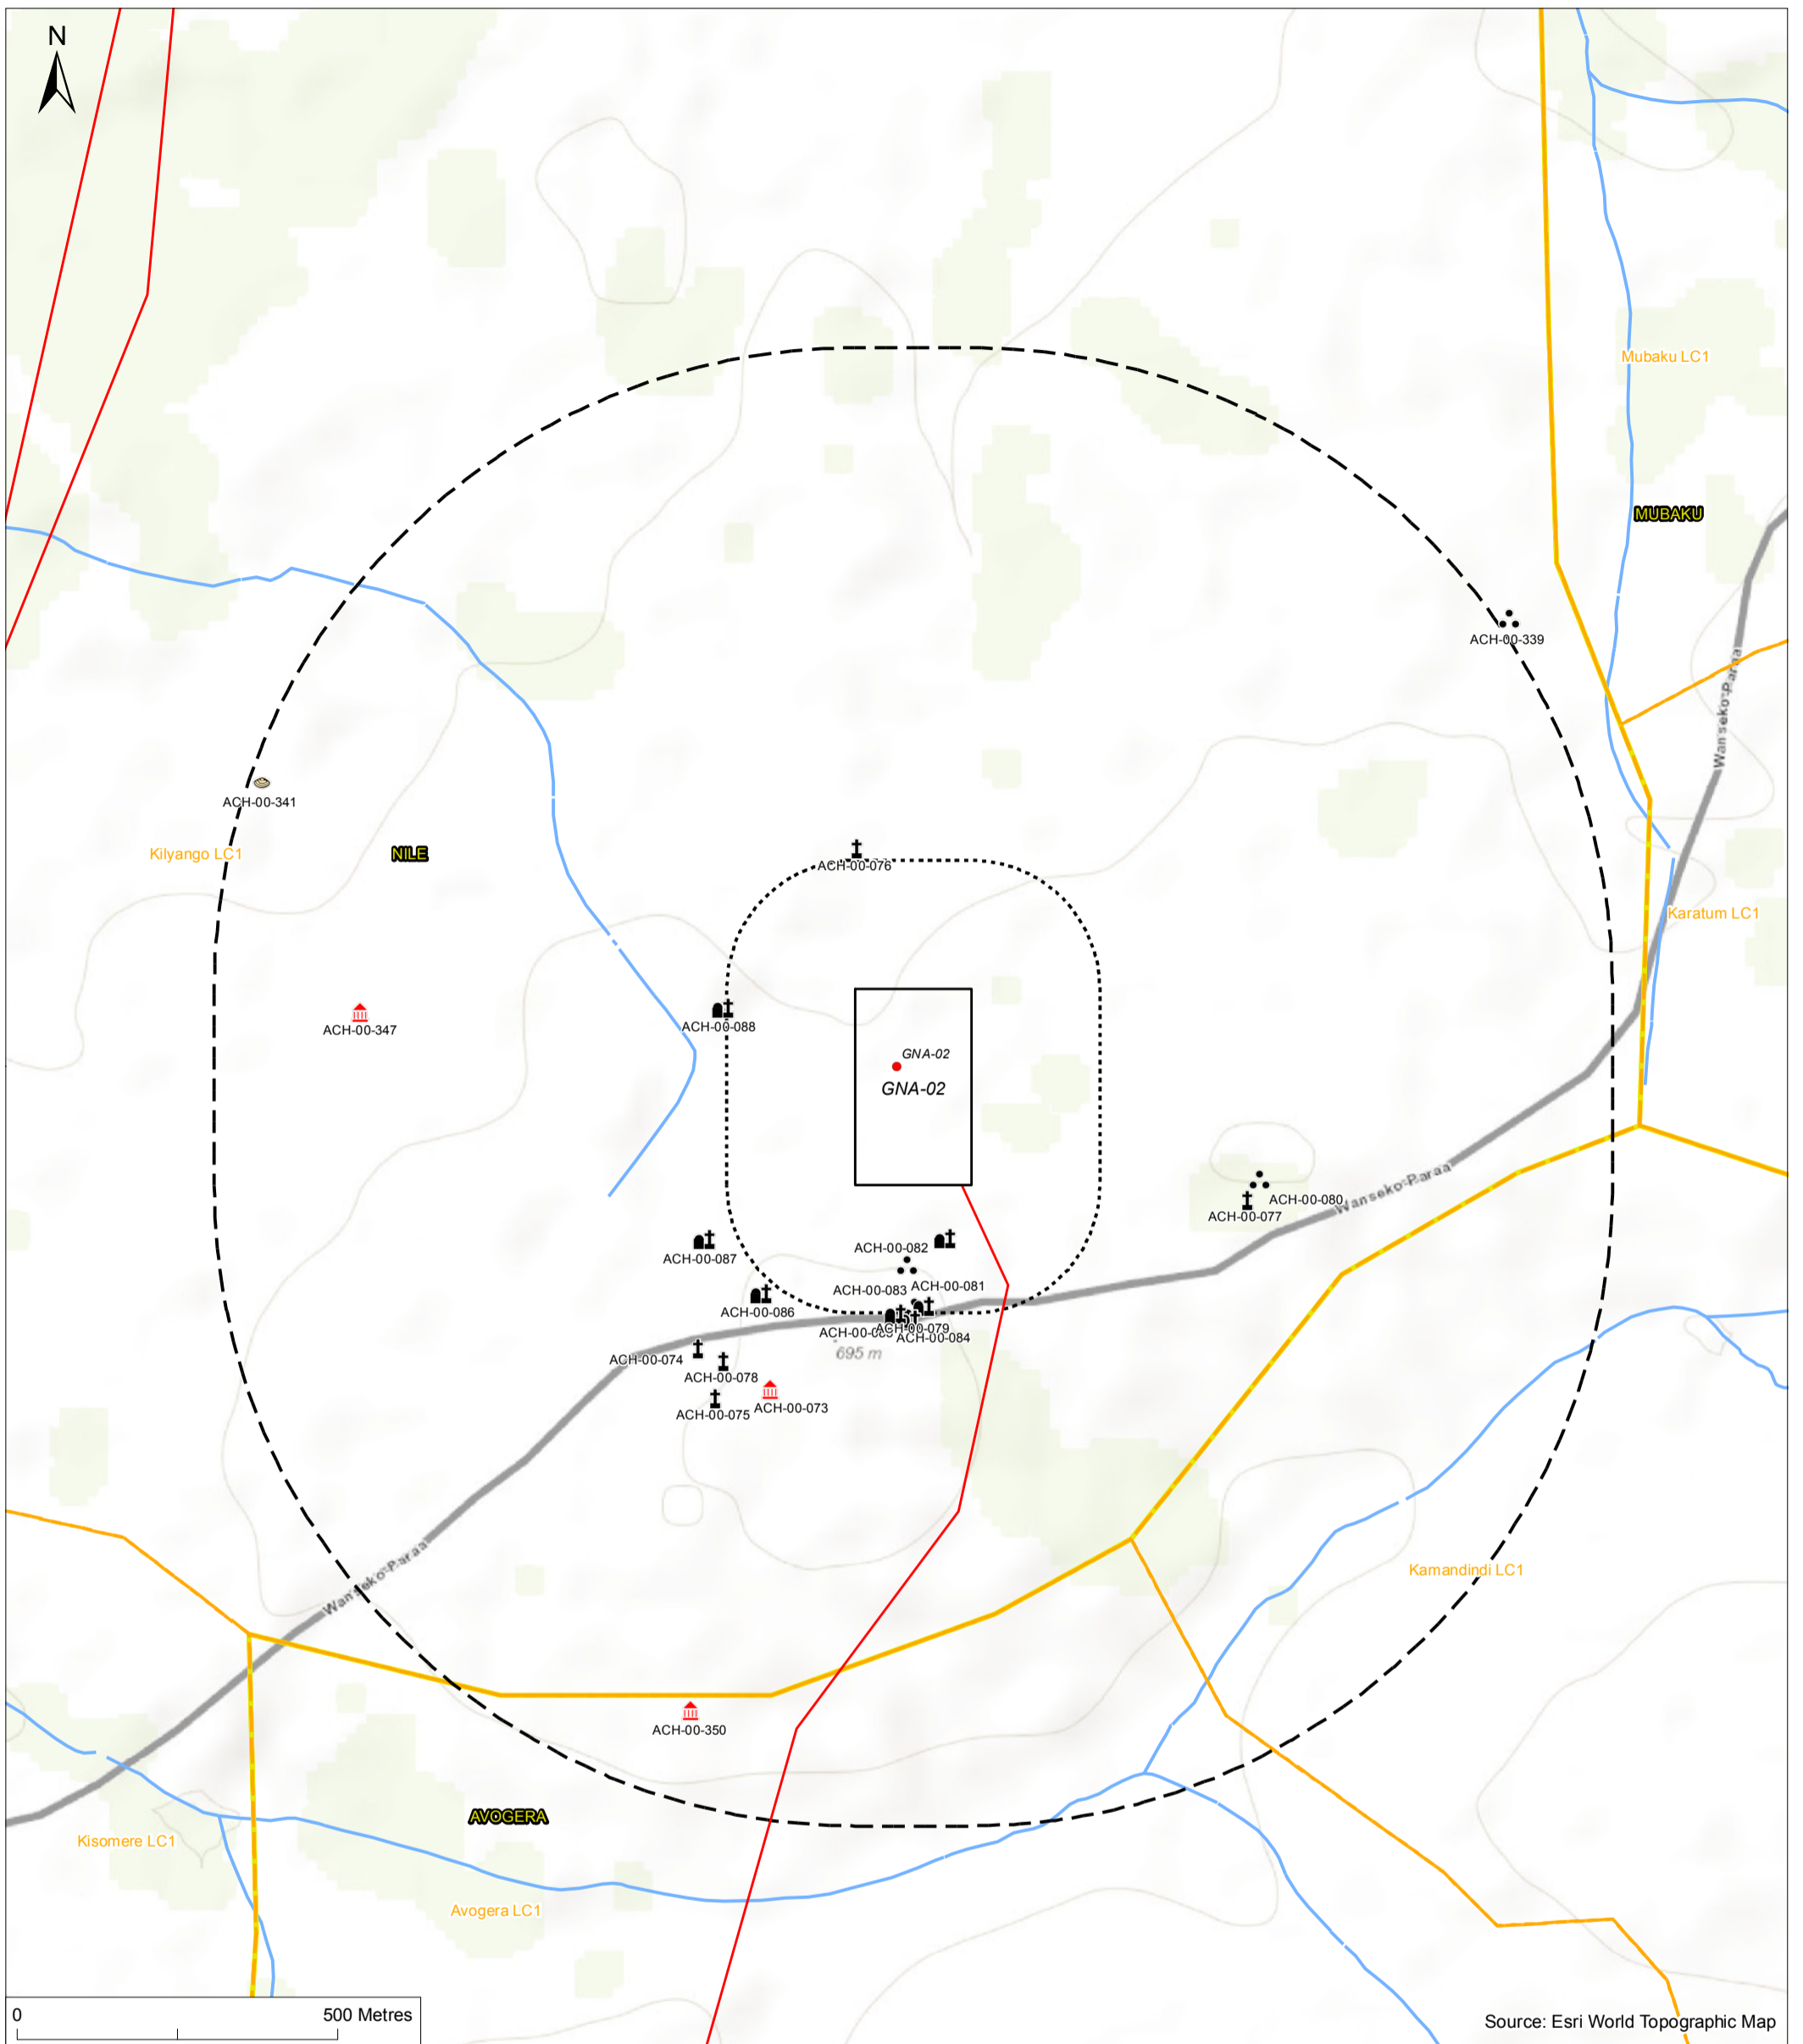 N
Mubaku LC1
MUBAKU
ACH-00-339
Wanseko-Paraa
ACH-00-341
Kilyango LC1
NILE
ACH-00-076
Karatum LC1
ACH-00-347
ACH-00-088
GNA-02
GNA-02
ACH-00-080
Wanseko-Paraa
ACH-00-077
ACH-00-082
ACH-00-087
ACH-00-083
ACH-00-081
ACH-00-086
ACH-00-079
ACH-00-084
695 m
ACH-00-074
ACH-00-078
ACH-00-073
ACH-00-075
Wanseko-Paraa
Kamandindi LC1
ACH-00-350
AVOGERA
Kisomere LC1
Avogera LC1
0
500 Metres
Source: Esri World Topographic Map